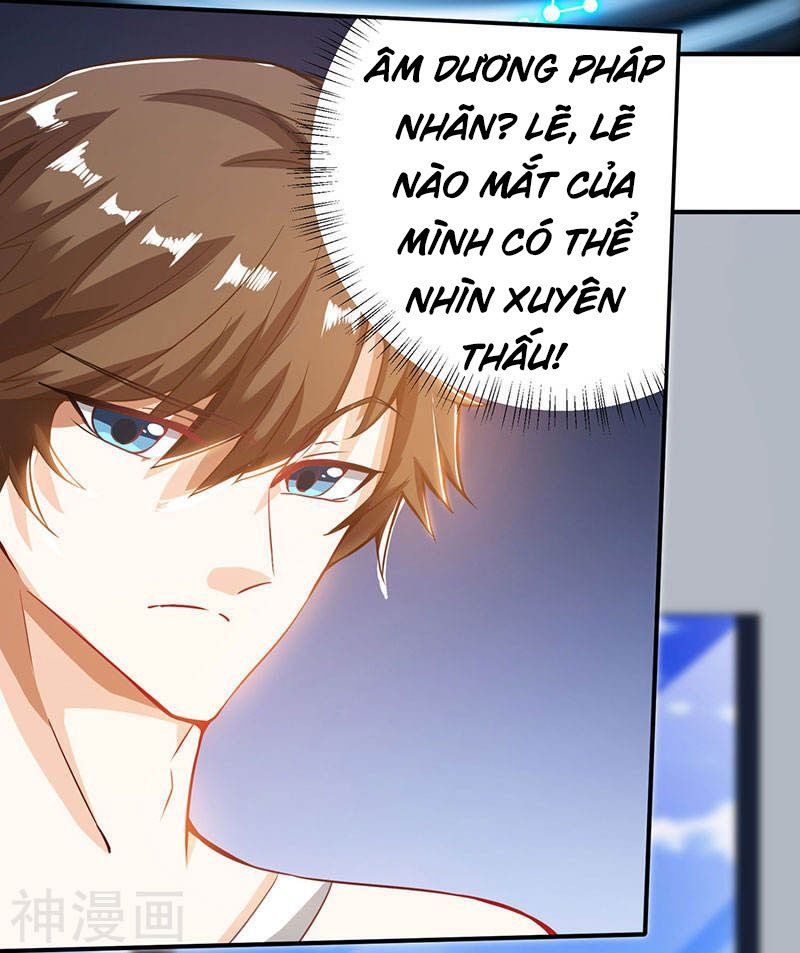 ÂM DƯƠNG PHÁP
NHÃN? LẼ, LẼ
NÀO MẮT CỦA
MÌNH CÓ THỂ
NHÌN XUYÊN
THẤU!
神漫画